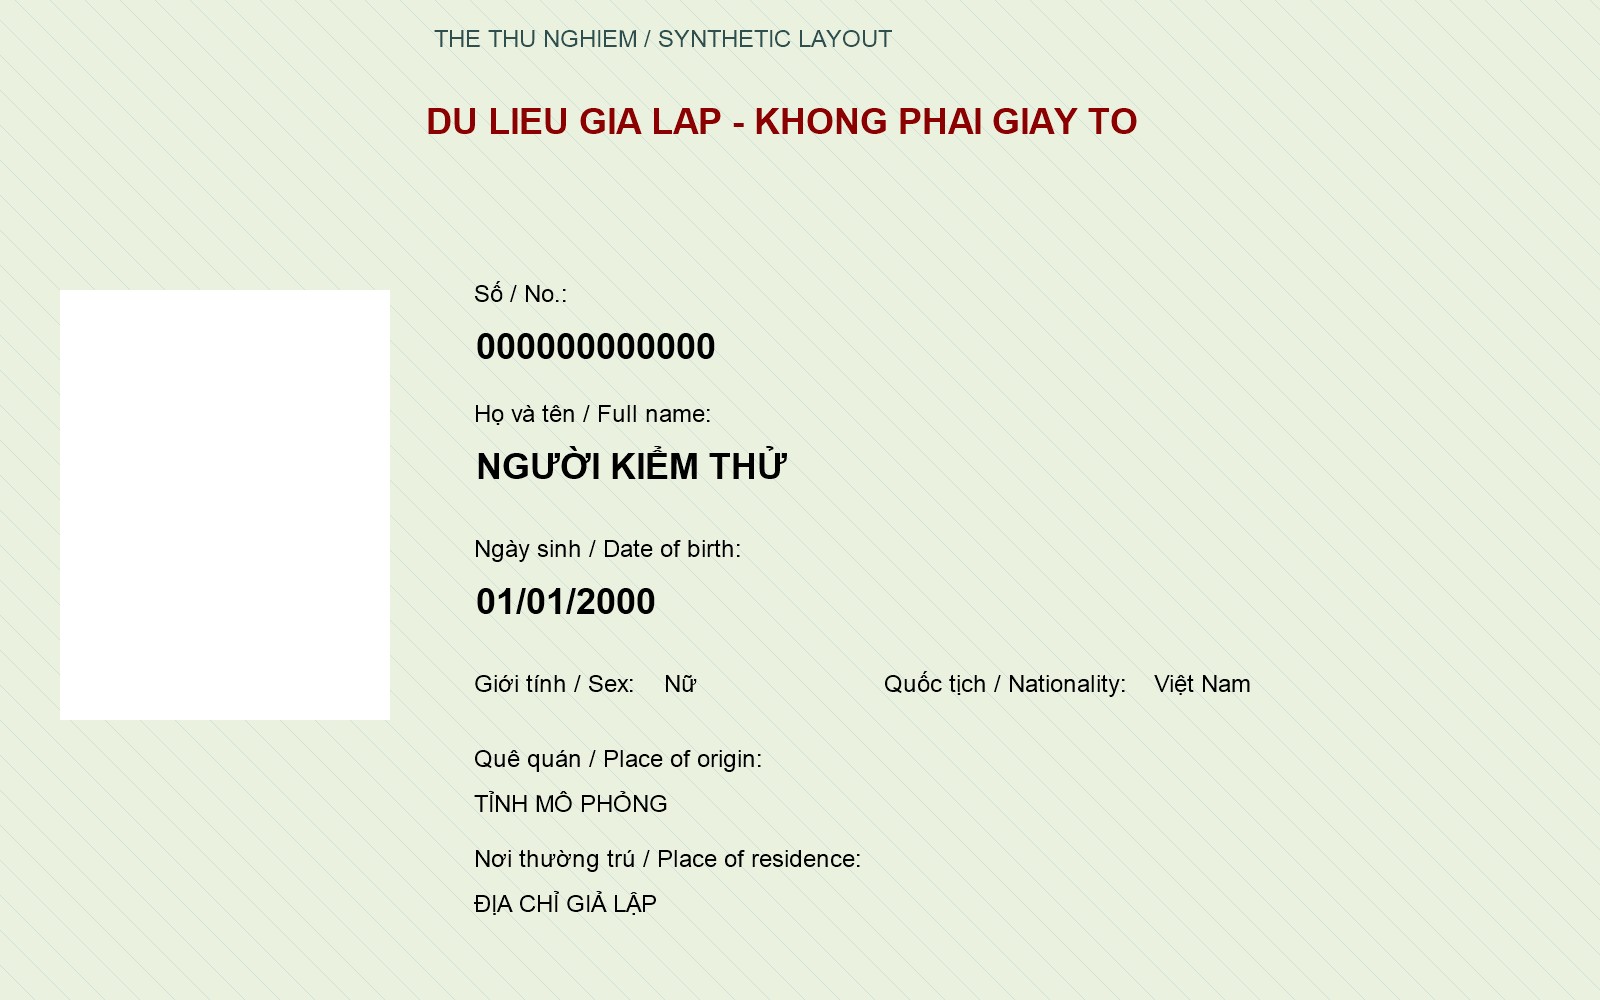 THE THU NGHIEM / SYNTHETIC LAYOUT
DU LIEU GIA LAP - KHONG PHAI GIAY TO
Số / No.:
000000000000
Họ và tên / Full name:
NGƯỜI KIỂM THỬ
Ngày sinh / Date of birth:
01/01/2000
Giới tính / Sex: Nữ Quốc tịch / Nationality: Việt Nam
Quê quán / Place of origin:
TỈNH MÔ PHỎNG
Nơi thường trú / Place of residence:
ĐỊA CHỈ GIẢ LẬP